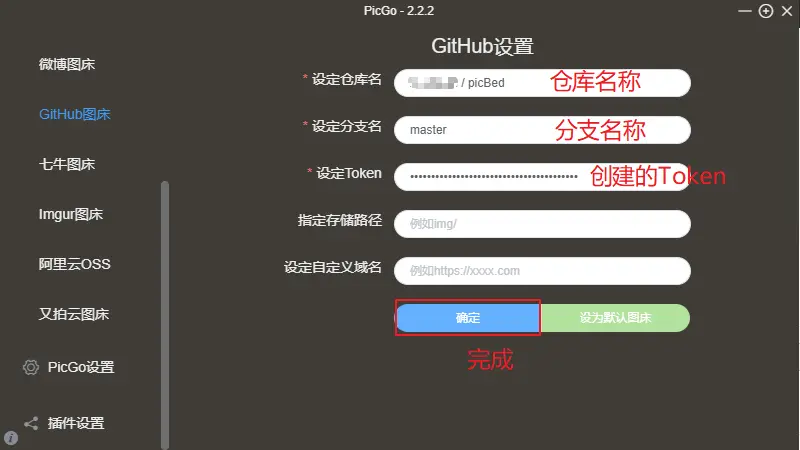 PicGo - 2.2.2
微博图床
GitHub图床
七牛图床
Imgur图床
阿里云OSS
又拍云图床
PicGo设置
插件设置
GitHub设置
* 设定仓库名
/ picBed
仓库名称
* 设定分支名
master
分支名称
* 设定Token
创建的Token
指定存储路径
例如img/
设定自定义域名
例如https://xxxx.com
确定
设为默认图床
完成